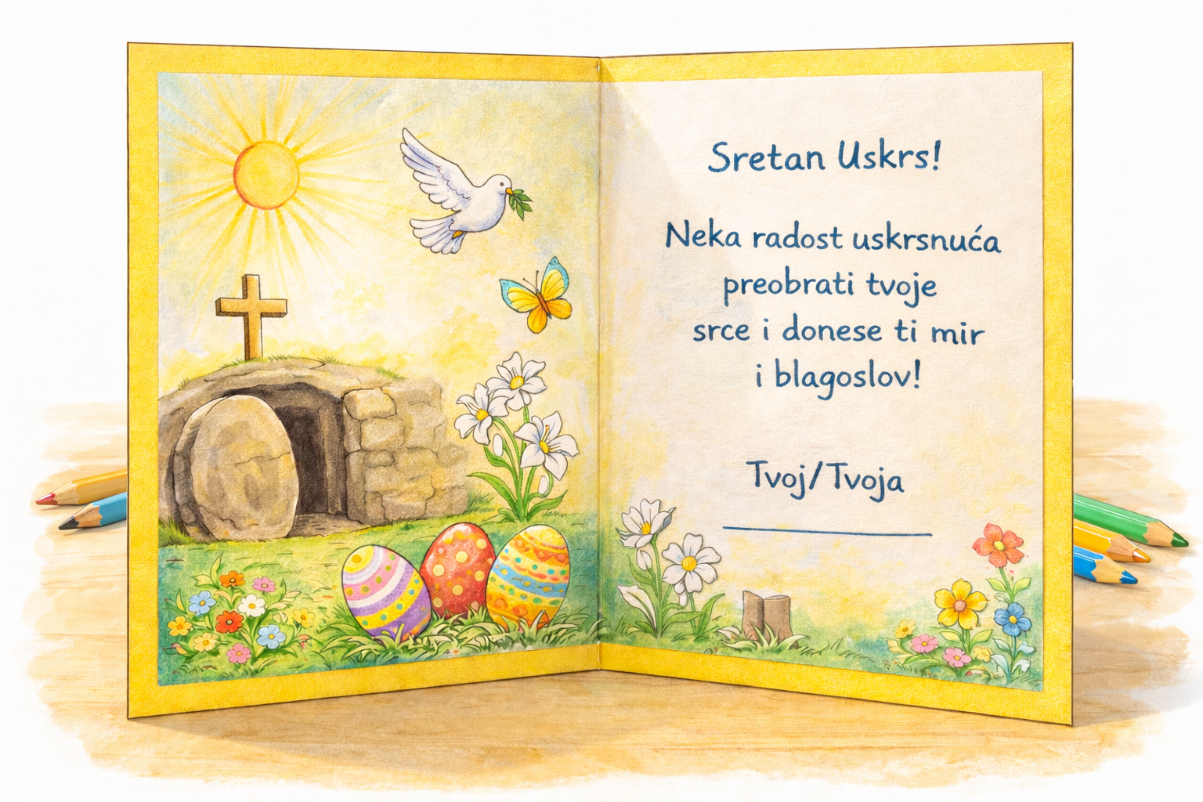 Sretan Uskrs!
Neka radost uskrsnuća
preobrati tvoje
srce i donese ti mir
i blagoslov!
Tvoj/Tvoja